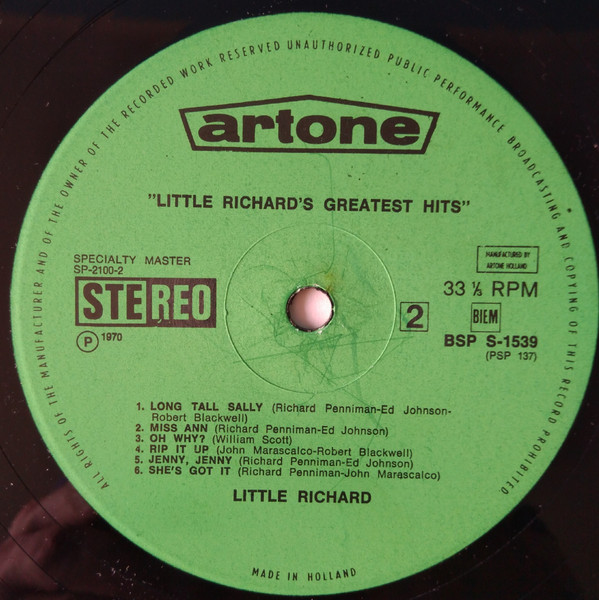 ALL RIGHTS OF THE MANUFACTURER AND OF THE OWNER OF THE RECORDED WORK RESERVED UNAUTHORIZED PUBLIC PERFORMANCE BROADCASTING AND COPYING OF THIS RECORD PROHIBITED
artone
"LITTLE RICHARD'S GREATEST HITS"
SPECIALTY MASTER
SP-2100-2
STEREO
℗ 1970
MANUFACTURED BY
ARTONE HOLLAND
33 ⅓ RPM
2 BIEM
BSP S-1539
(PSP 137)
1. LONG TALL SALLY (Richard Penniman-Ed Johnson-
Robert Blackwell)
2. MISS ANN (Richard Penniman-Ed Johnson)
3. OH WHY? (William Scott)
4. RIP IT UP (John Marascalco-Robert Blackwell)
5. JENNY, JENNY (Richard Penniman-Ed Johnson)
6. SHE'S GOT IT (Richard Penniman-John Marascalco)
LITTLE RICHARD
MADE IN HOLLAND